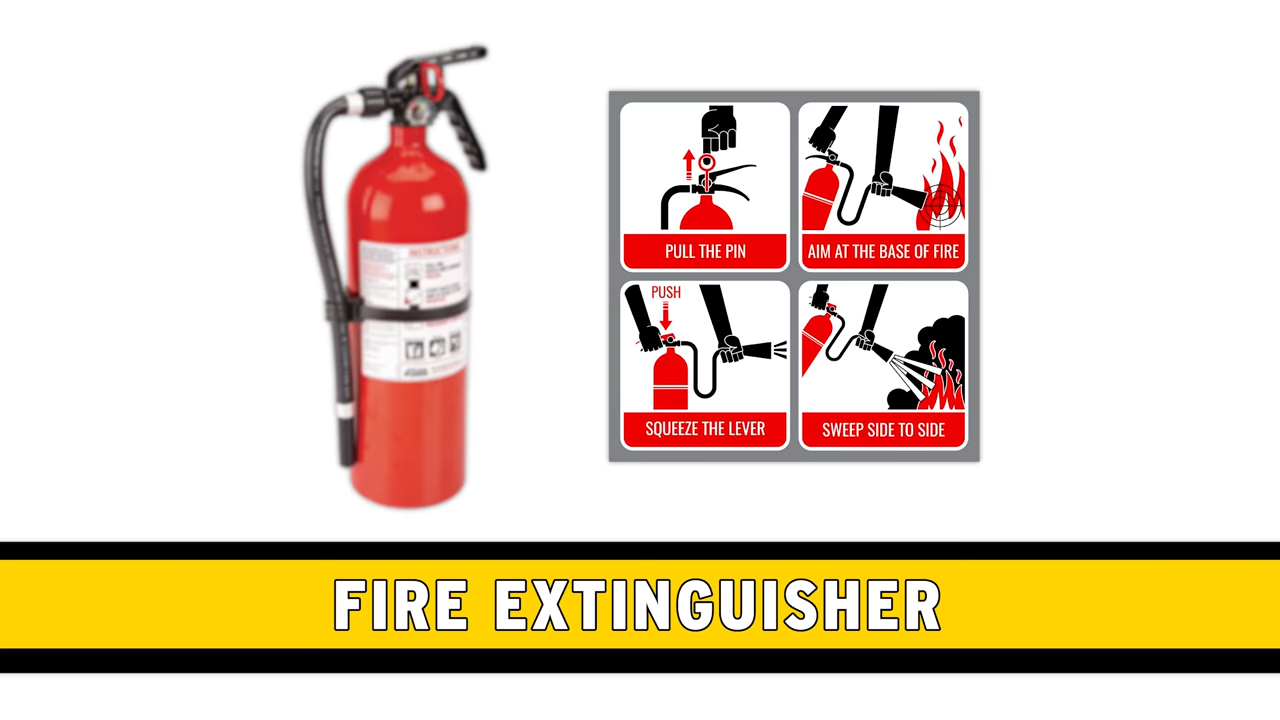 INSTRUCTIONS
PULL THE PIN
AIM AT THE BASE OF FIRE
PUSH
SQUEEZE THE LEVER
SWEEP SIDE TO SIDE
FIRE EXTINGUISHER